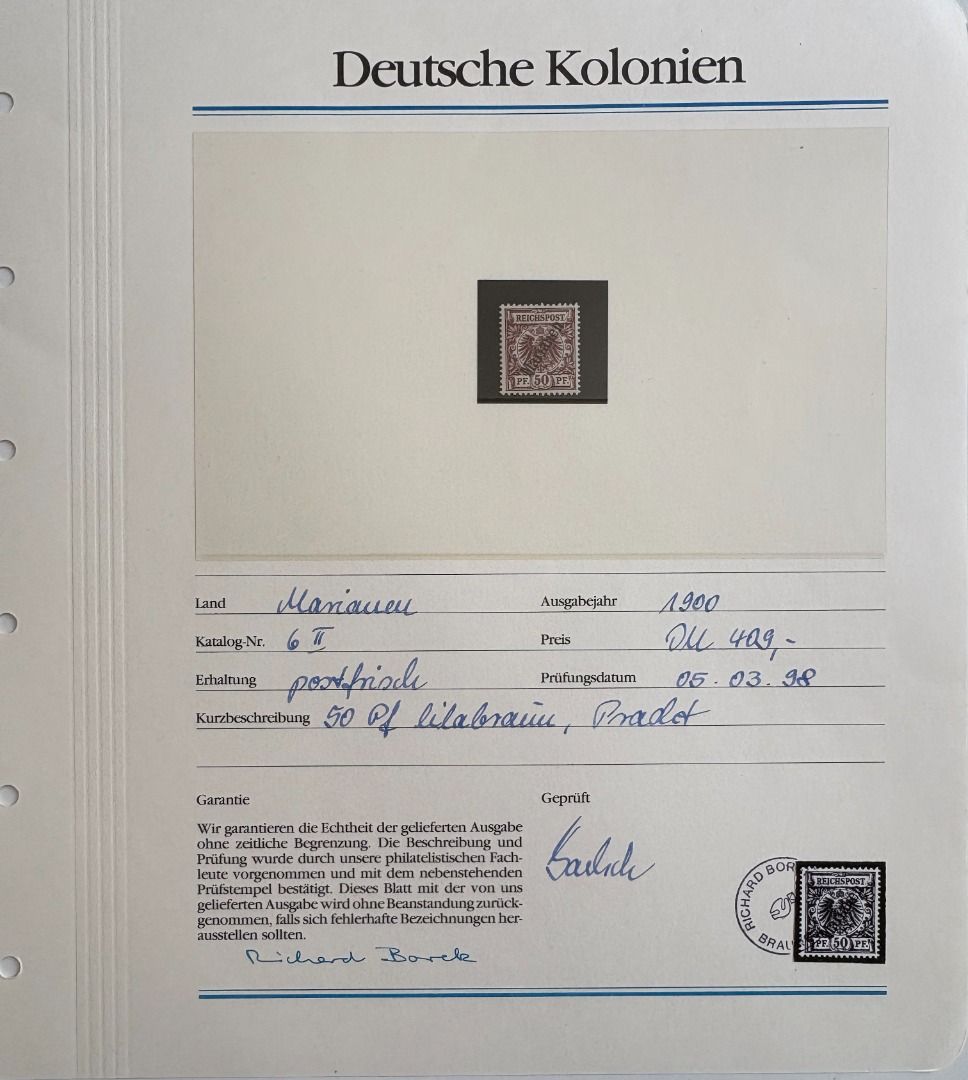 Deutsche Kolonien
REICHSPOST
Marianen
PF. 50 PF.
Land Marianen
Ausgabejahr 1900
Katalog-Nr. 6 II
Preis DM 409,-
Erhaltung postfrisch
Prüfungsdatum 05.03.98
Kurzbeschreibung 50 Pf lilabraun, Pracht
Garantie
Wir garantieren die Echtheit der gelieferten Ausgabe
ohne zeitliche Begrenzung. Die Beschreibung und
Prüfung wurde durch unsere philatelistischen Fach-
leute vorgenommen und mit dem nebenstehenden
Prüfstempel bestätigt. Dieses Blatt mit der von uns
gelieferten Ausgabe wird ohne Beanstandung zurück-
genommen, falls sich fehlerhafte Bezeichnungen her-
ausstellen sollten.
Richard Borek
Geprüft
RICHARD BOR
BRAU
REICHSPOST
PF. 50 PF.